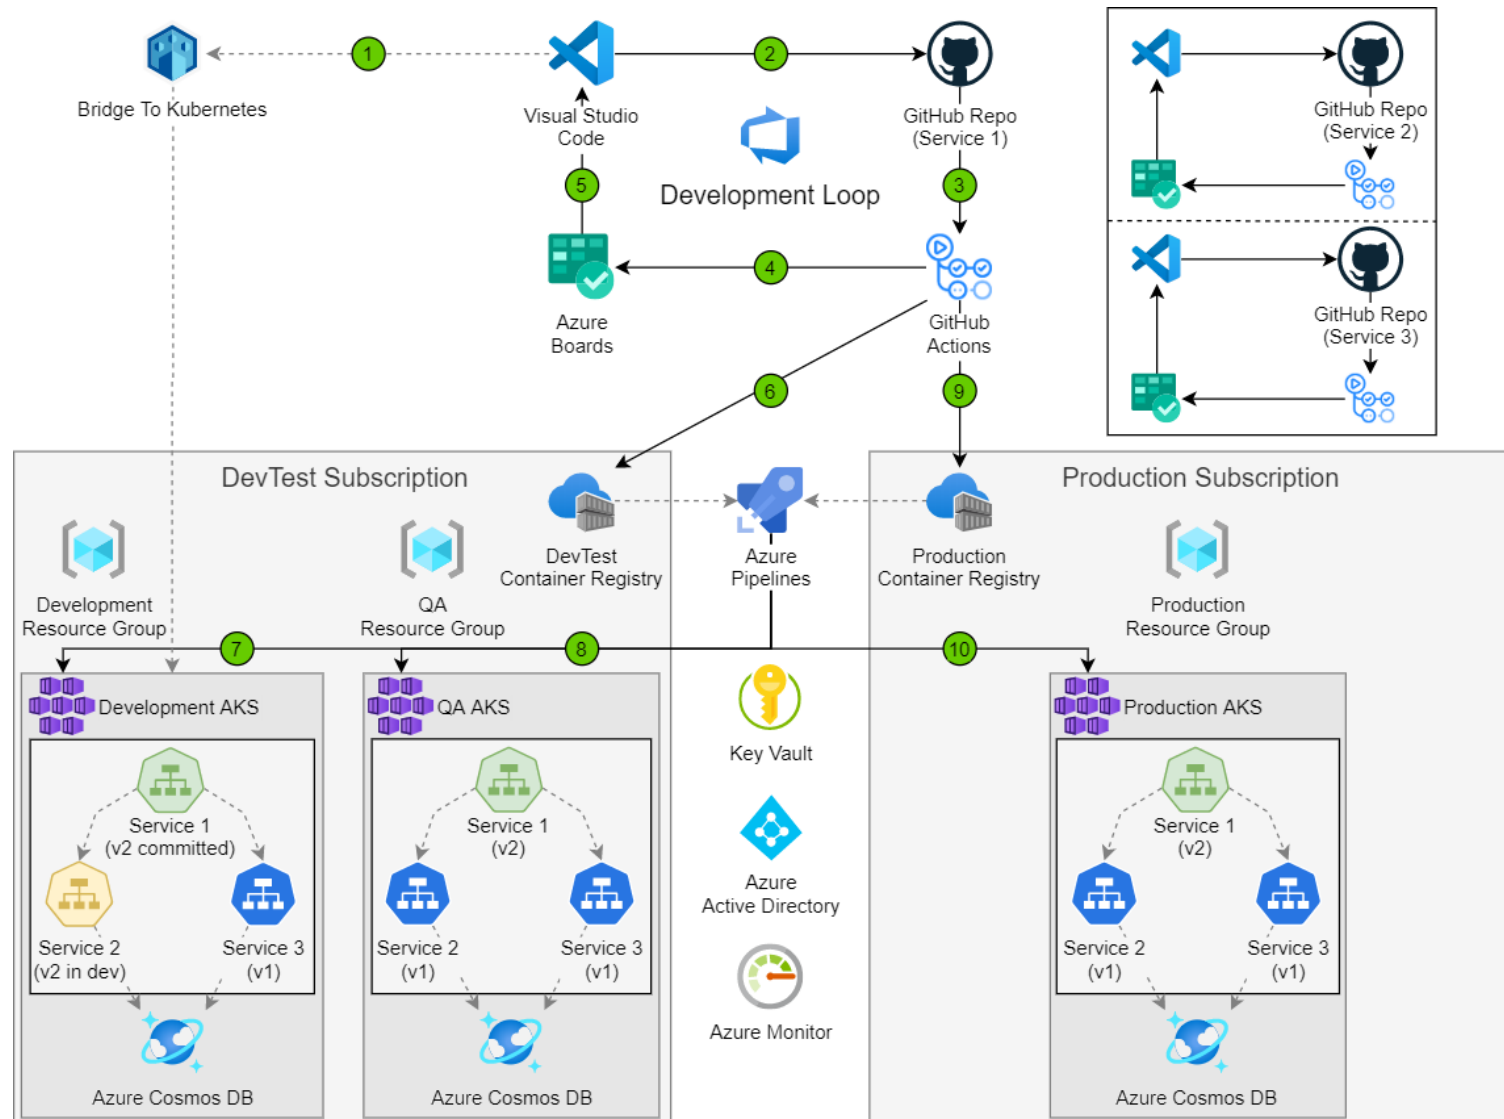 1
2
Bridge To Kubernetes
Visual Studio
Code
GitHub Repo
(Service 1)
GitHub Repo
(Service 2)
5
Development Loop
3
4
Azure
Boards
GitHub
Actions
GitHub Repo
(Service 3)
6
9
DevTest Subscription
Production Subscription
DevTest
Container Registry
Azure
Pipelines
Production
Container Registry
Development
Resource Group
QA
Resource Group
Production
Resource Group
7
8
10
Development AKS
QA AKS
Production AKS
Key Vault
Service 1
(v2 committed)
Service 1
(v2)
Service 1
(v2)
Azure
Active Directory
Service 2
(v2 in dev)
Service 3
(v1)
Service 2
(v1)
Service 3
(v1)
Service 2
(v1)
Service 3
(v1)
Azure Monitor
Azure Cosmos DB
Azure Cosmos DB
Azure Cosmos DB